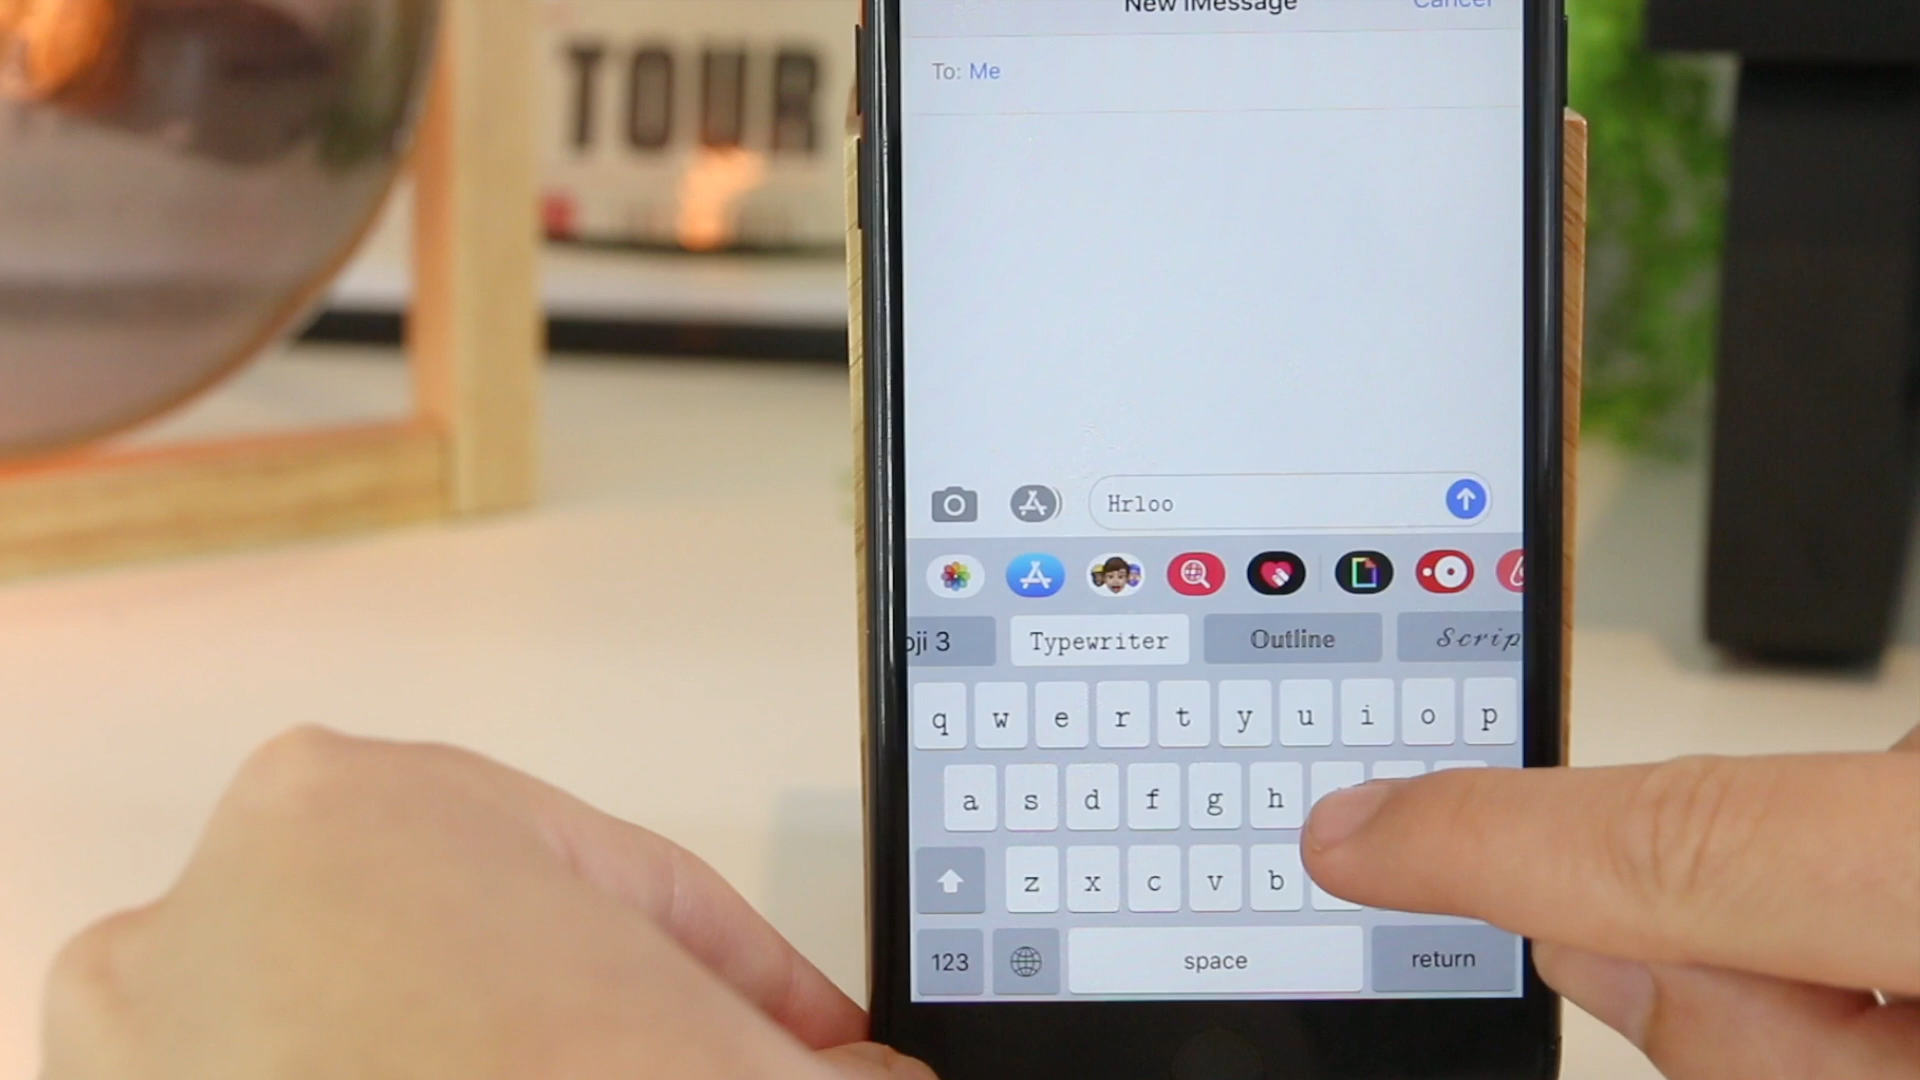 TOUR
New iMessage Cancel
To: Me
Hrloo
oji 3 Typewriter Outline Scrip
q w e r t y u i o p
a s d f g h
z x c v b
123 space return